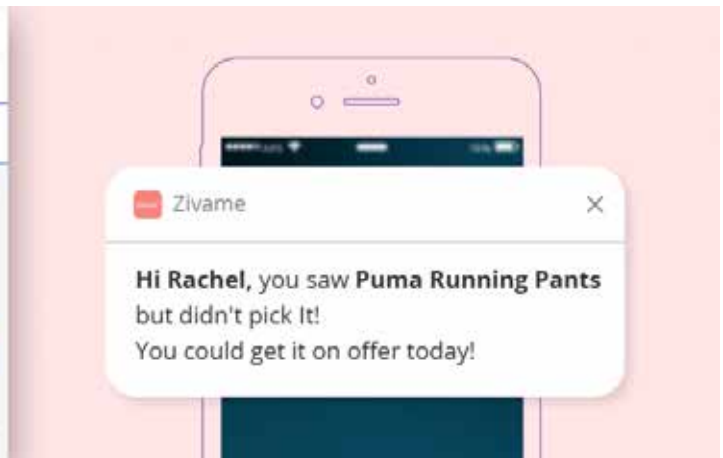 Zivame
Hi Rachel, you saw Puma Running Pants
but didn't pick It!
You could get it on offer today!